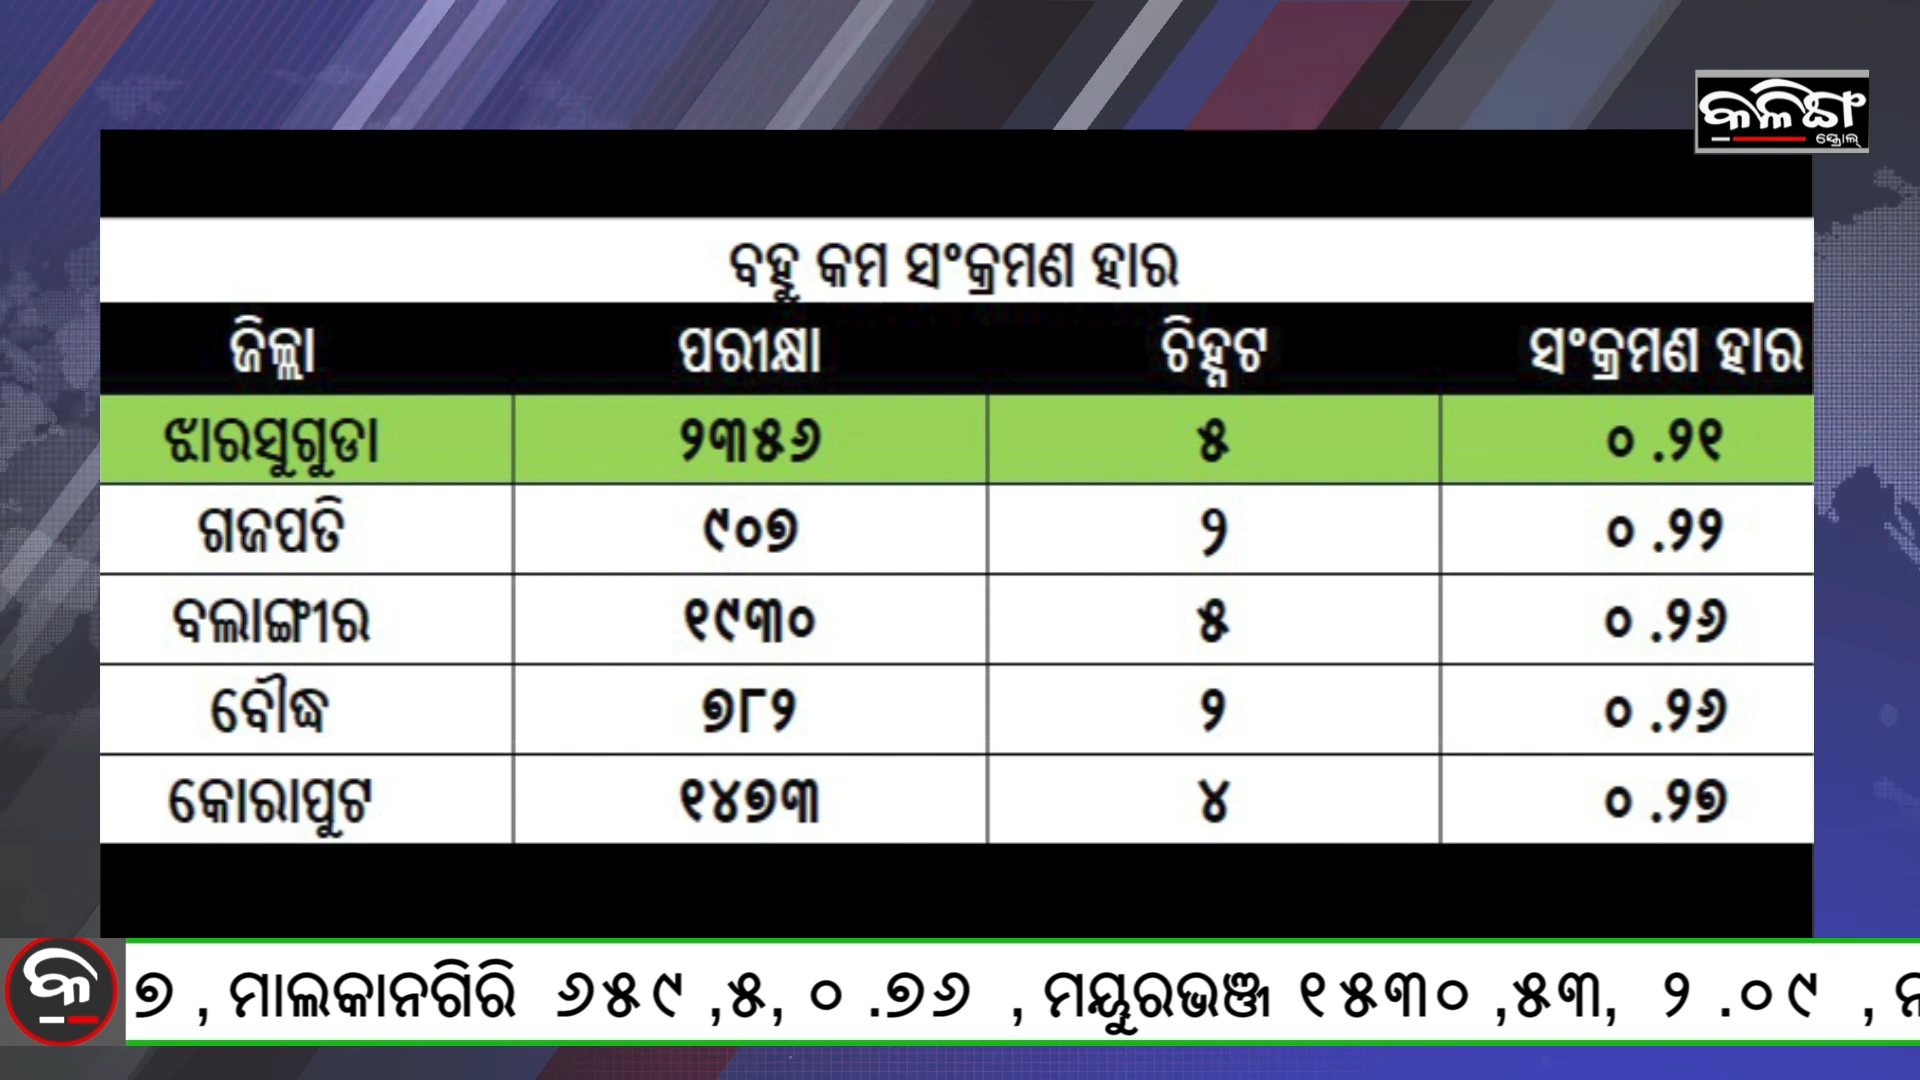 କଳିଙ୍ଗ
ସ୍କ୍ରୋଲ୍
ବହୁ କମ ସଂକ୍ରମଣ ହାର
ଜିଲ୍ଲା ପରୀକ୍ଷା ଚିହ୍ନଟ ସଂକ୍ରମଣ ହାର
ଝାରସୁଗୁଡା ୨୩୫୬ ୫ ୦ .୨୧
ଗଜପତି ୯୦୭ ୨ ୦ .୨୨
ବଲାଙ୍ଗୀର ୧୯୩୦ ୫ ୦ .୨୬
ବୌଦ୍ଧ ୭୮୨ ୨ ୦ .୨୬
କୋରାପୁଟ ୧୪୭୩ ୪ ୦ .୨୭
କ ୭ , ମାଲକାନଗିରି ୬୫୯ ,୫, ୦ .୭୬ , ମୟୁରଭଞ୍ଜ ୧୫୩୦ ,୫୩, ୨ .୦୯ ,